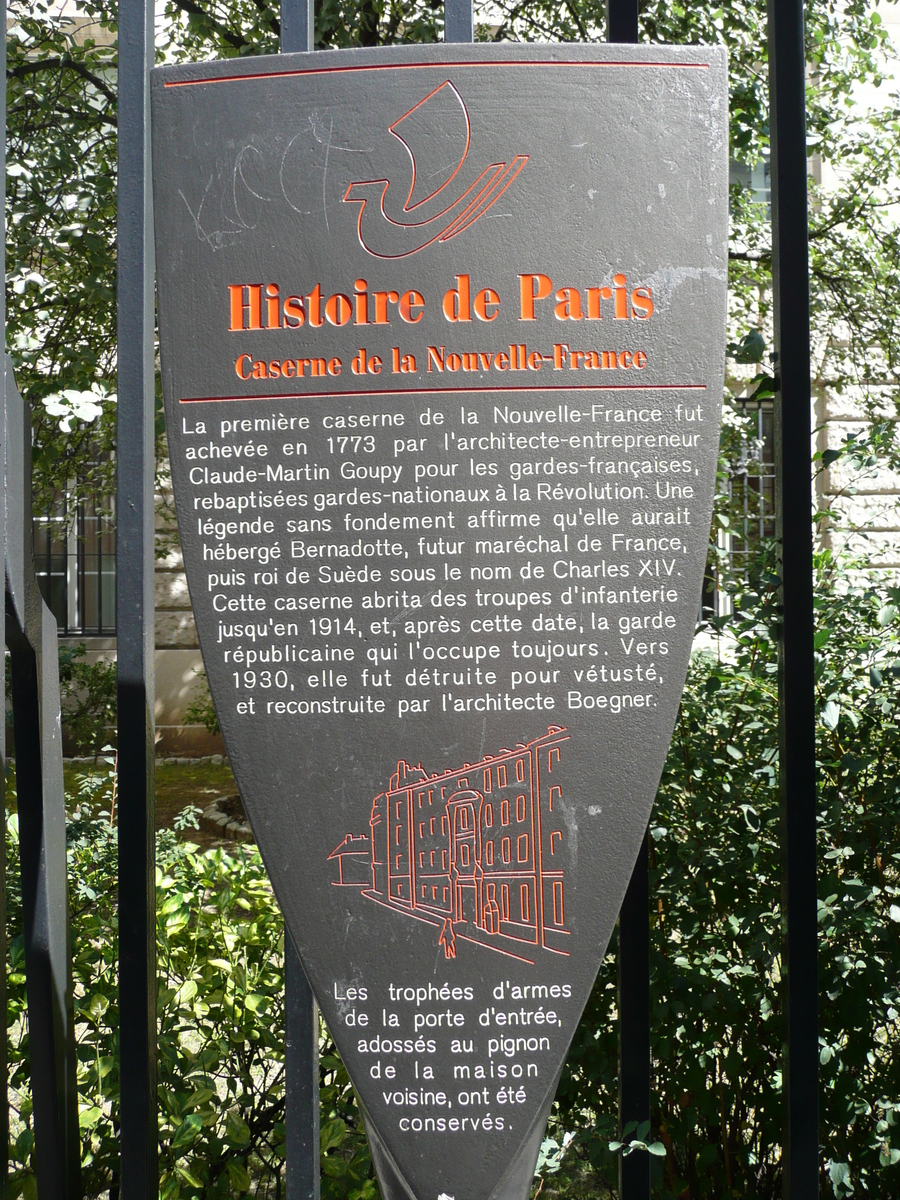 Histoire de Paris
Caserne de la Nouvelle-France
La première caserne de la Nouvelle-France fut
achevée en 1773 par l'architecte-entrepreneur
Claude-Martin Goupy pour les gardes-françaises,
rebaptisées gardes-nationaux à la Révolution. Une
légende sans fondement affirme qu'elle aurait
hébergé Bernadotte, futur maréchal de France,
puis roi de Suède sous le nom de Charles XIV.
Cette caserne abrita des troupes d'infanterie
jusqu'en 1914, et, après cette date, la garde
républicaine qui l'occupe toujours. Vers
1930, elle fut détruite pour vétusté,
et reconstruite par l'architecte Boegner.
Les trophées d'armes
de la porte d'entrée,
adossés au pignon
de la maison
voisine, ont été
conservés.